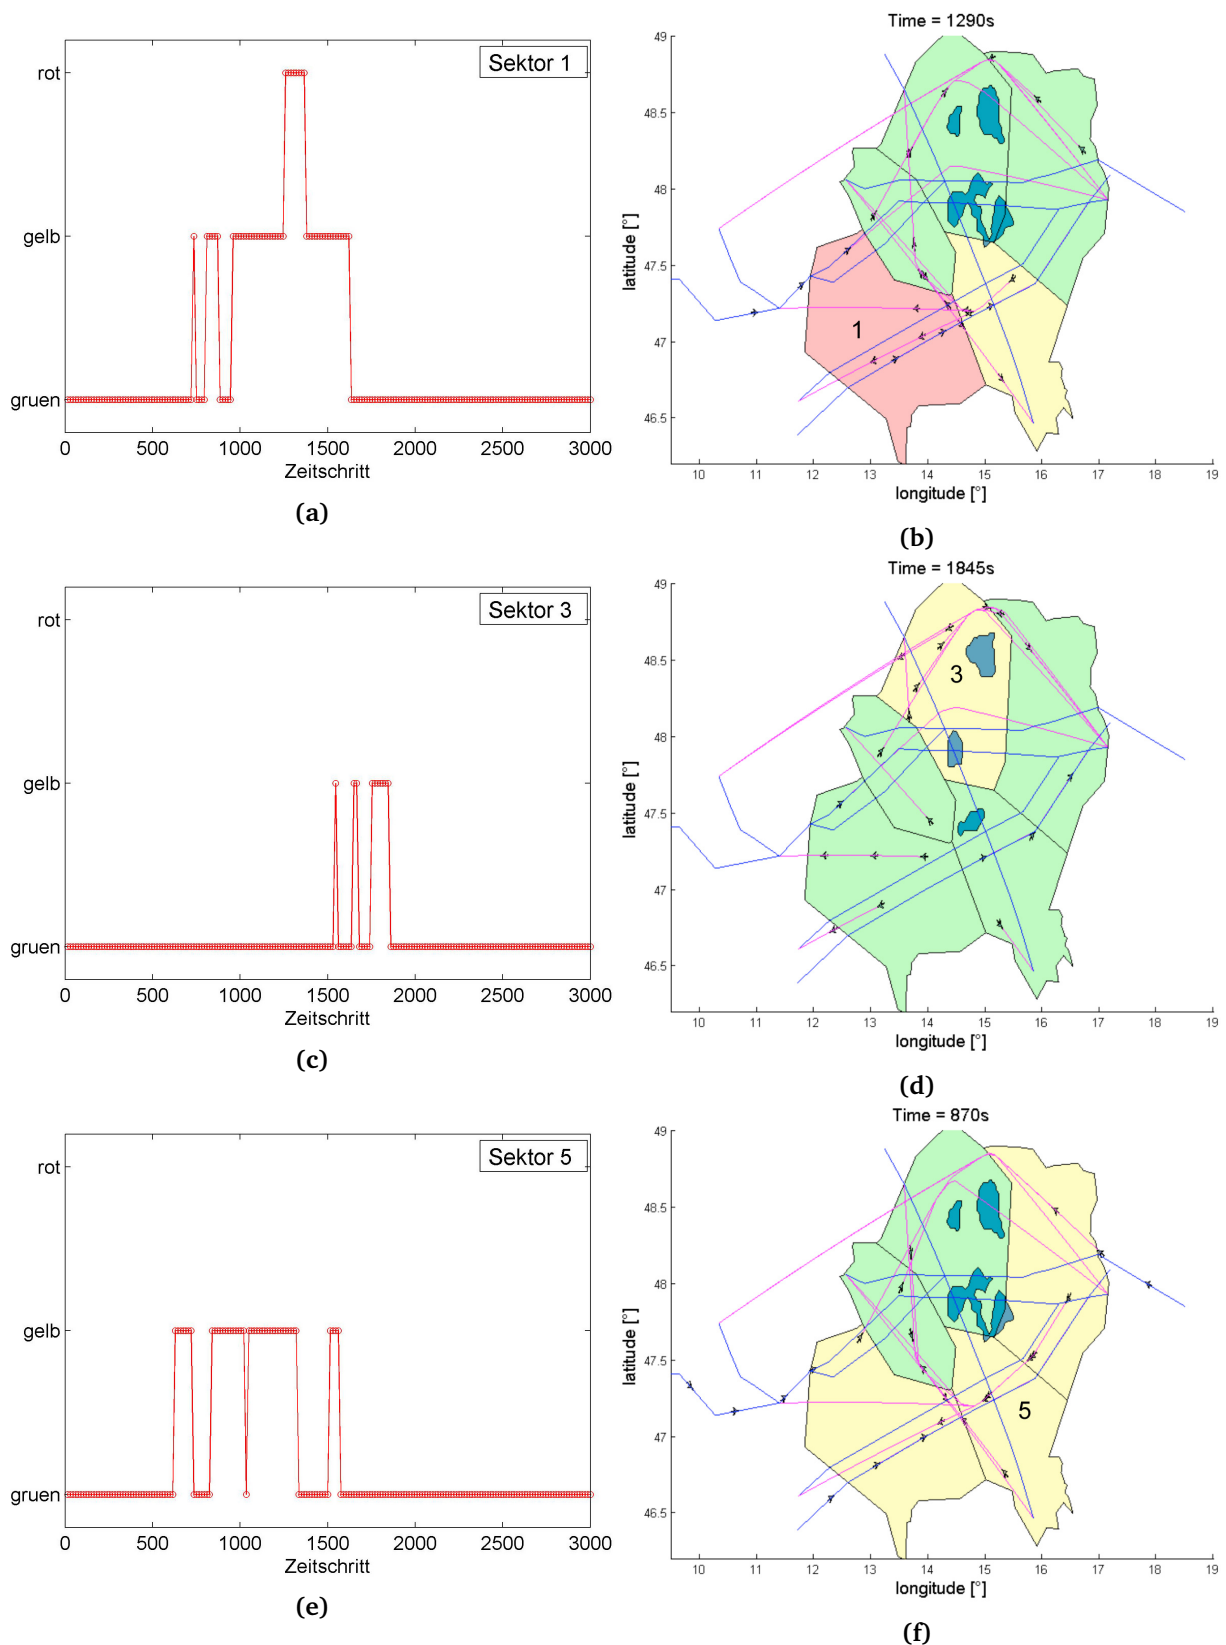 Sektor 1
rot
gelb
gruen
0 500 1000 1500 2000 2500 3000
Zeitschritt
(a)
Time = 1290s
49
48.5
48
47.5
47
46.5
latitude [°]
1
10 11 12 13 14 15 16 17 18 19
longitude [°]
(b)
Sektor 3
rot
gelb
gruen
0 500 1000 1500 2000 2500 3000
Zeitschritt
(c)
Time = 1845s
49
48.5
48
47.5
47
46.5
latitude [°]
3
10 11 12 13 14 15 16 17 18 19
longitude [°]
(d)
Sektor 5
rot
gelb
gruen
0 500 1000 1500 2000 2500 3000
Zeitschritt
(e)
Time = 870s
49
48.5
48
47.5
47
46.5
latitude [°]
5
10 11 12 13 14 15 16 17 18 19
longitude [°]
(f)